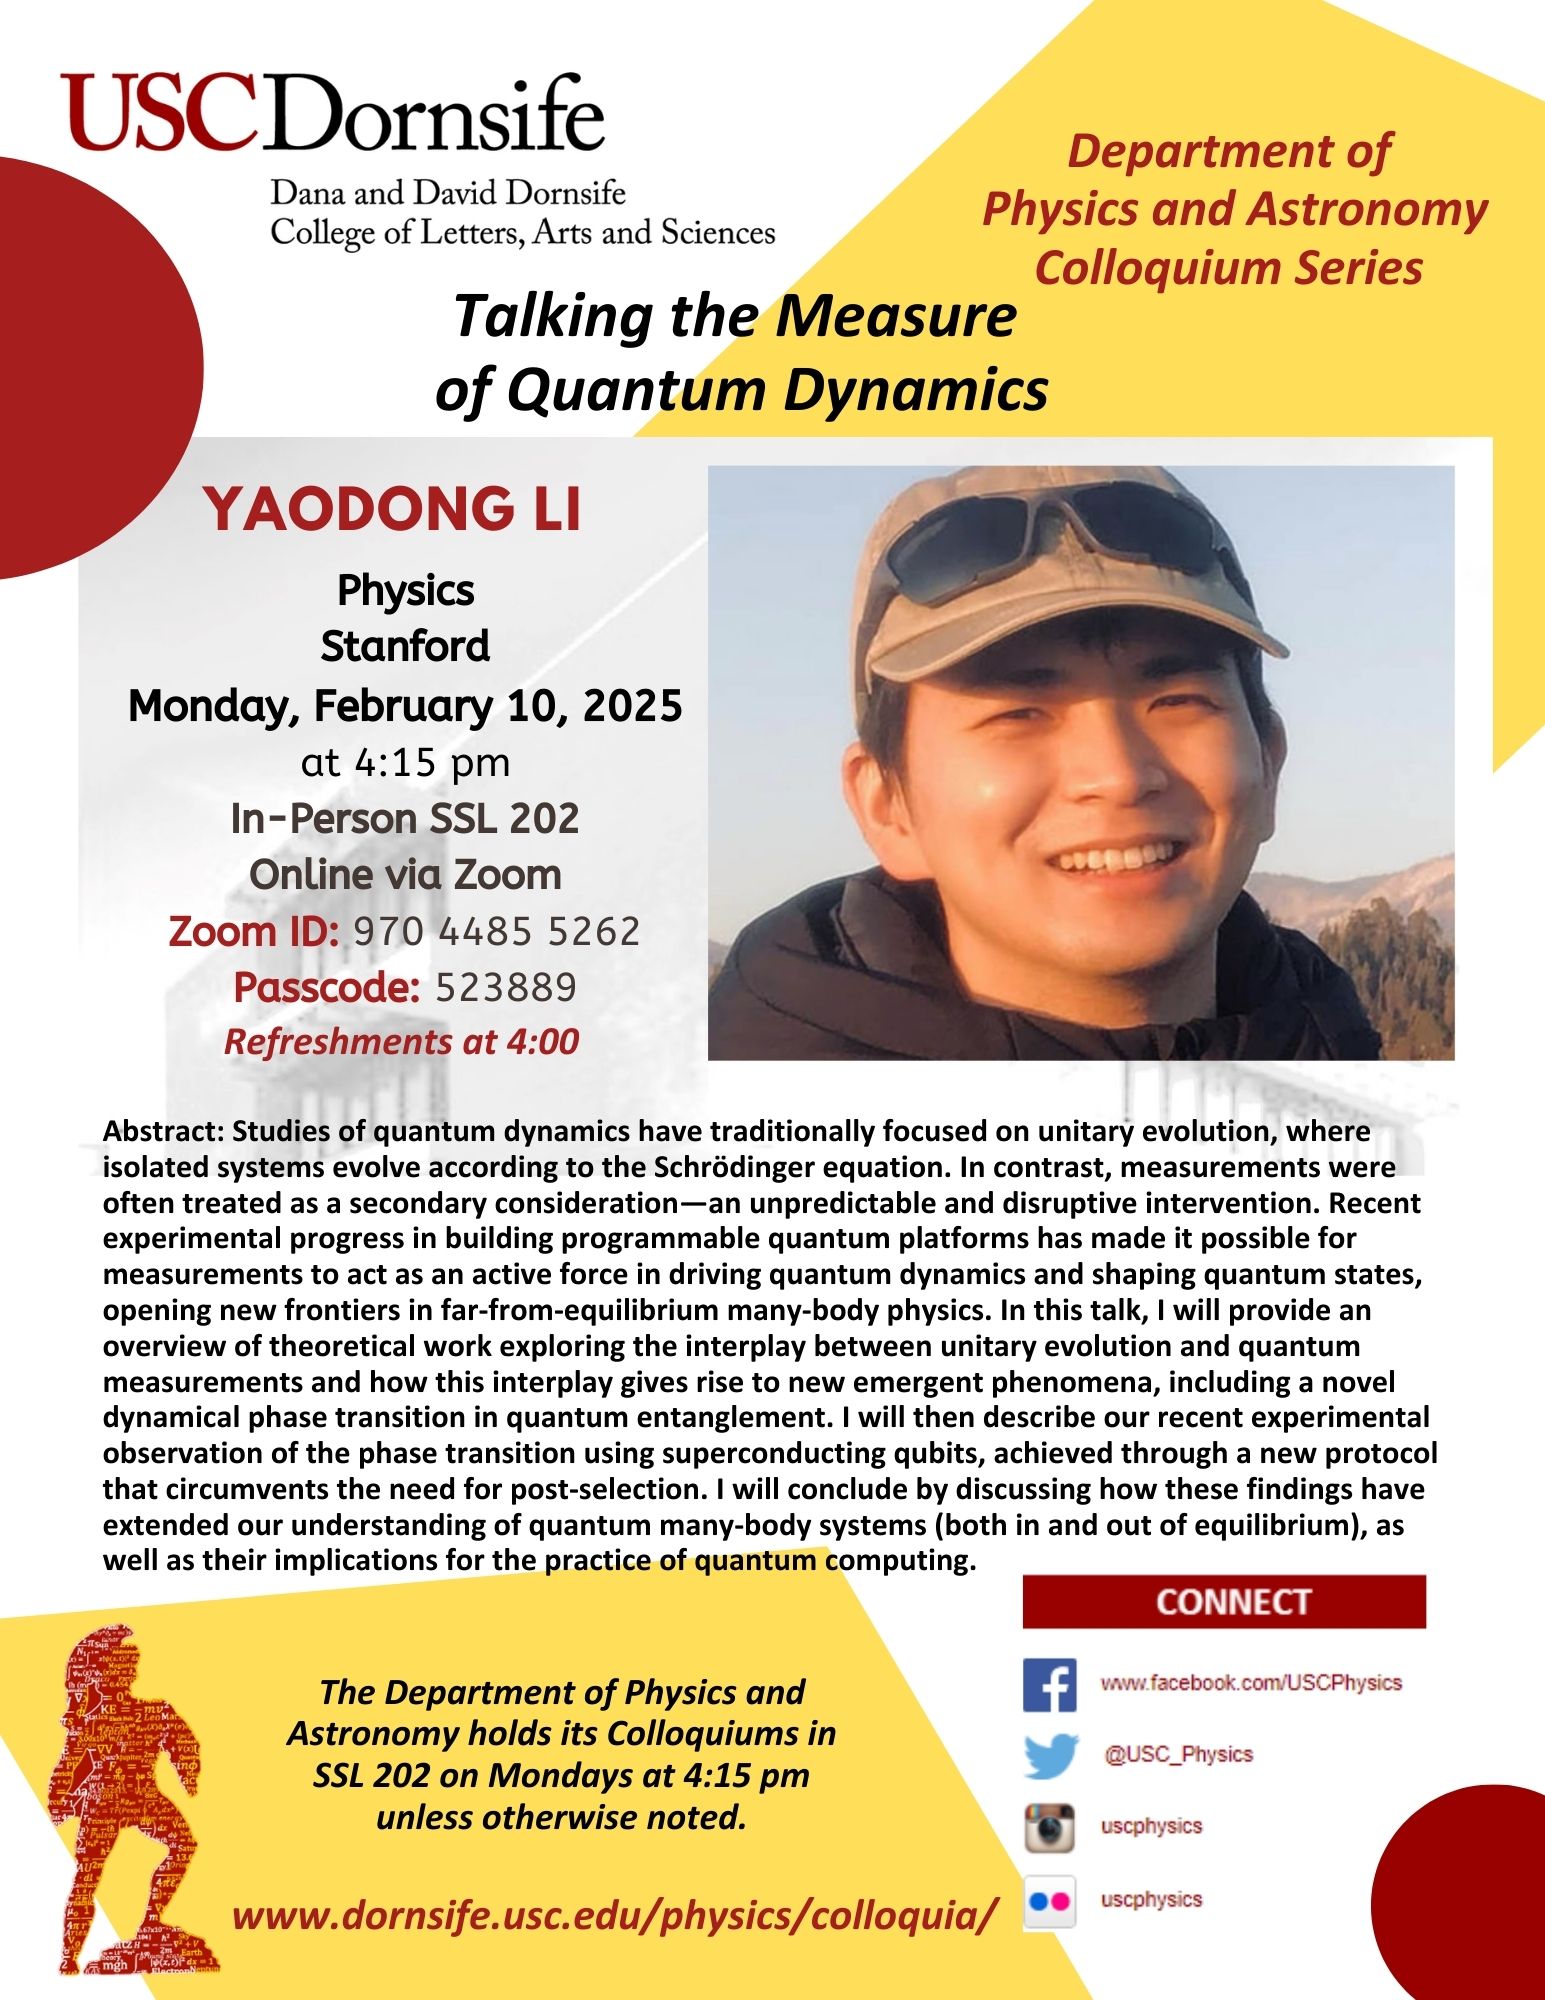 USCDornsife
Dana and David Dornsife
College of Letters, Arts and Sciences
Department of
Physics and Astronomy
Colloquium Series
Talking the Measure
of Quantum Dynamics
YAODONG LI
Physics
Stanford
Monday, February 10, 2025
at 4:15 pm
In-Person SSL 202
Online via Zoom
Zoom ID: 970 4485 5262
Passcode: 523889
Refreshments at 4:00
Abstract: Studies of quantum dynamics have traditionally focused on unitary evolution, where
isolated systems evolve according to the Schrödinger equation. In contrast, measurements were
often treated as a secondary consideration—an unpredictable and disruptive intervention. Recent
experimental progress in building programmable quantum platforms has made it possible for
measurements to act as an active force in driving quantum dynamics and shaping quantum states,
opening new frontiers in far-from-equilibrium many-body physics. In this talk, I will provide an
overview of theoretical work exploring the interplay between unitary evolution and quantum
measurements and how this interplay gives rise to new emergent phenomena, including a novel
dynamical phase transition in quantum entanglement. I will then describe our recent experimental
observation of the phase transition using superconducting qubits, achieved through a new protocol
that circumvents the need for post-selection. I will conclude by discussing how these findings have
extended our understanding of quantum many-body systems (both in and out of equilibrium), as
well as their implications for the practice of quantum computing.
The Department of Physics and
Astronomy holds its Colloquiums in
SSL 202 on Mondays at 4:15 pm
unless otherwise noted.
www.dornsife.usc.edu/physics/colloquia/
CONNECT
www.facebook.com/USCPhysics
@USC_Physics
uscphysics
uscphysics